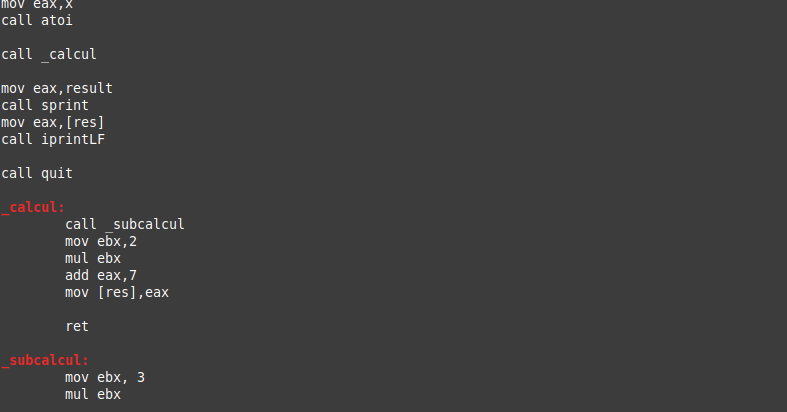 mov eax,x
call atoi
call _calcul
mov eax,result
call sprint
mov eax,[res]
call iprintLF
call quit
_calcul:
call _subcalcul
mov ebx,2
mul ebx
add eax,7
mov [res],eax
ret
_subcalcul:
mov ebx, 3
mul ebx